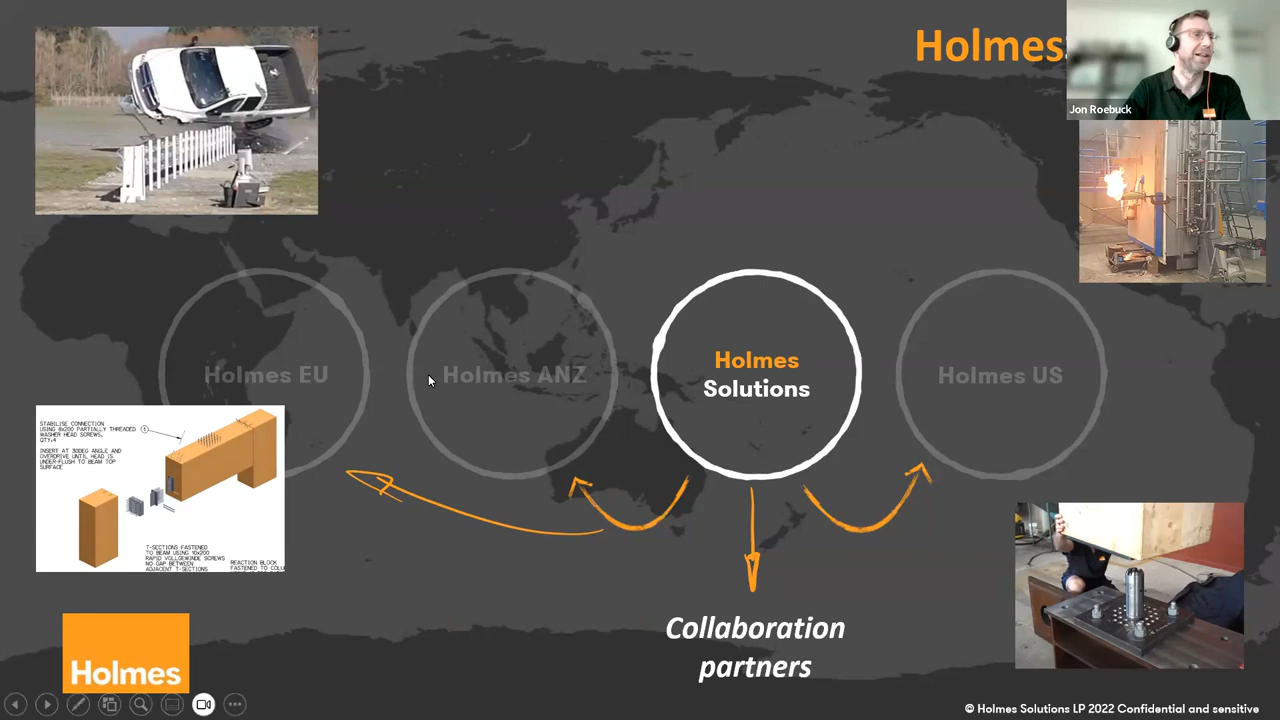 Holmes
Jon Roebuck
Holmes EU
Holmes ANZ
Holmes
Solutions
Holmes US
STABILISE CONNECTION
USING 8x200 PARTIALLY THREADED
WASHER HEAD SCREWS,
QTY:4
1
INSERT AT 30DEG ANGLE AND
OVERDRIVE UNTIL HEAD IS
UNDER-FLUSH TO BEAM TOP
SURFACE
T-SECTIONS FASTENED
TO BEAM USING 10x200
RAPID VOLLGEWINDE SCREWS
NO GAP BETWEEN
ADJACENT T-SECTIONS
REACTION BLOCK
FASTENED TO COLU
Collaboration
partners
Holmes
© Holmes Solutions LP 2022 Confidential and sensitive